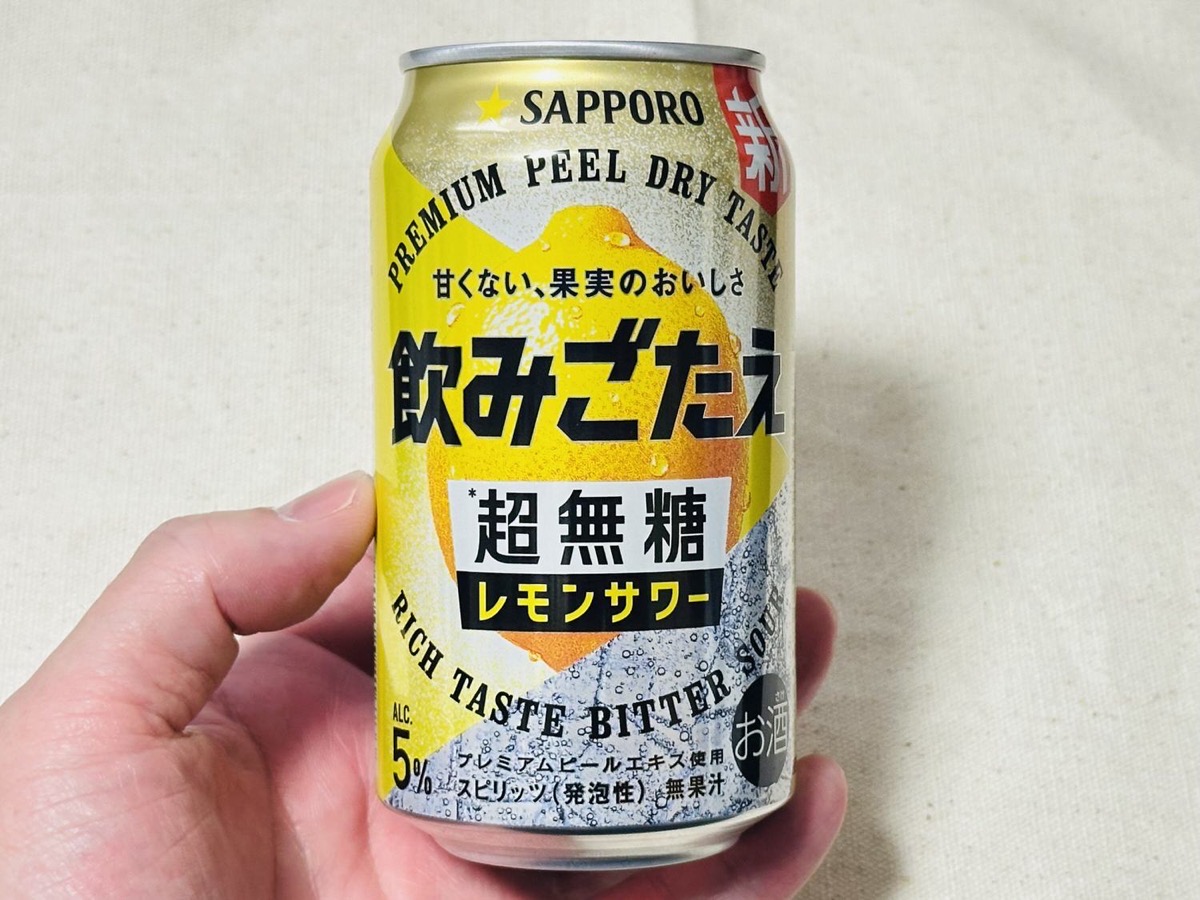 SAPPORO
新
PREMIUM PEEL DRY TASTE
甘くない、果実のおいしさ
飲みごたえ
*超無糖
レモンサワー
RICH TASTE BITTER SOUR
ALC.
5%
プレミアムピールエキス使用
スピリッツ(発泡性) 無果汁
お酒